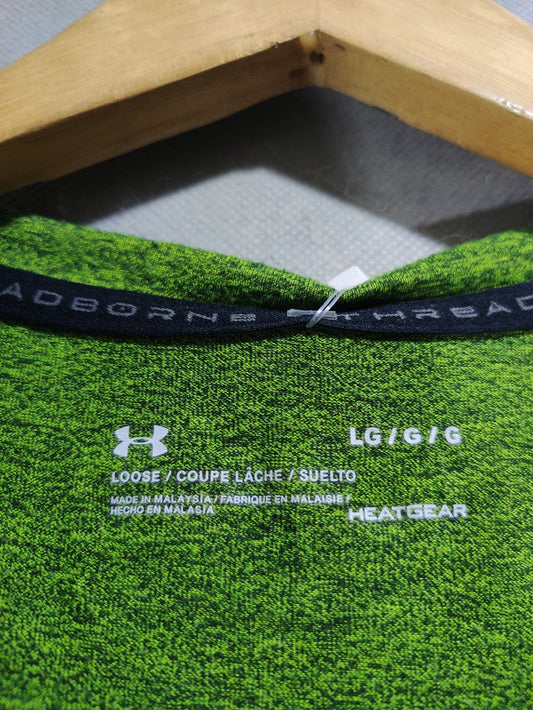 ADBORNE THREAD
LG / G / G
LOOSE / COUPE LÂCHE / SUELTO
MADE IN MALAYSIA / FABRIQUE EN MALAISIE /
HECHO EN MALASIA
HEATGEAR